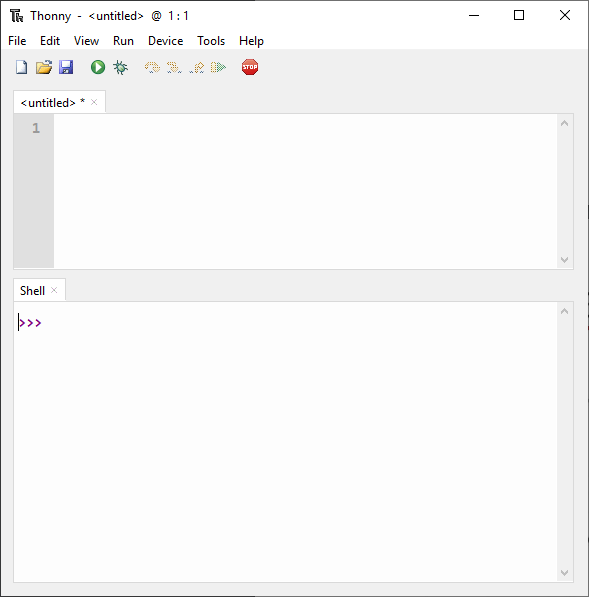 Thonny - <untitled> @ 1 : 1
File Edit View Run Device Tools Help
STOP
<untitled> *
1
Shell
>>>